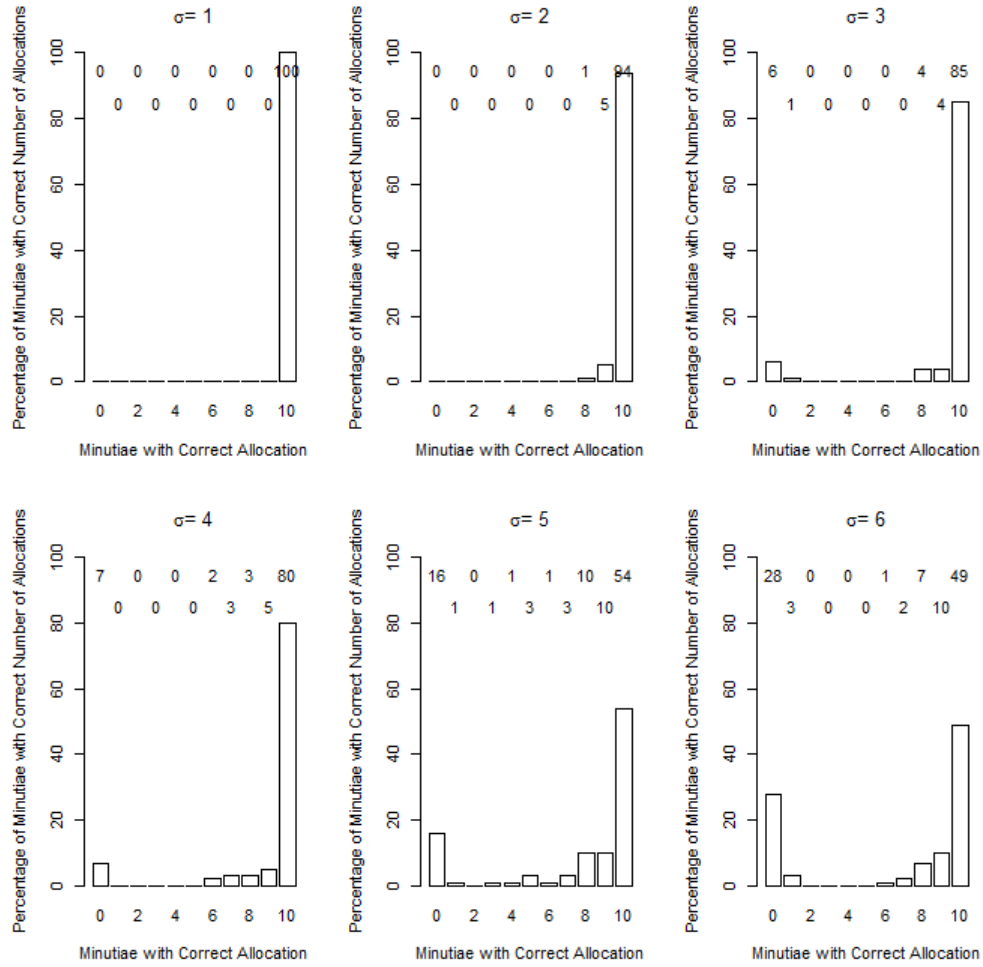 σ= 1
Percentage of Minutiae with Correct Number of Allocations
100
80
60
40
20
0
0 0 0 0 0 100
0 0 0 0 0
0 2 4 6 8 10
Minutiae with Correct Allocation
σ= 2
Percentage of Minutiae with Correct Number of Allocations
100
80
60
40
20
0
0 0 0 0 1 94
0 0 0 0 5
0 2 4 6 8 10
Minutiae with Correct Allocation
σ= 3
Percentage of Minutiae with Correct Number of Allocations
100
80
60
40
20
0
6 0 0 0 4 85
1 0 0 0 4
0 2 4 6 8 10
Minutiae with Correct Allocation
σ= 4
Percentage of Minutiae with Correct Number of Allocations
100
80
60
40
20
0
7 0 0 2 3 80
0 0 0 3 5
0 2 4 6 8 10
Minutiae with Correct Allocation
σ= 5
Percentage of Minutiae with Correct Number of Allocations
100
80
60
40
20
0
16 0 1 1 10 54
1 1 3 3 10
0 2 4 6 8 10
Minutiae with Correct Allocation
σ= 6
Percentage of Minutiae with Correct Number of Allocations
100
80
60
40
20
0
28 0 0 1 7 49
3 0 0 2 10
0 2 4 6 8 10
Minutiae with Correct Allocation